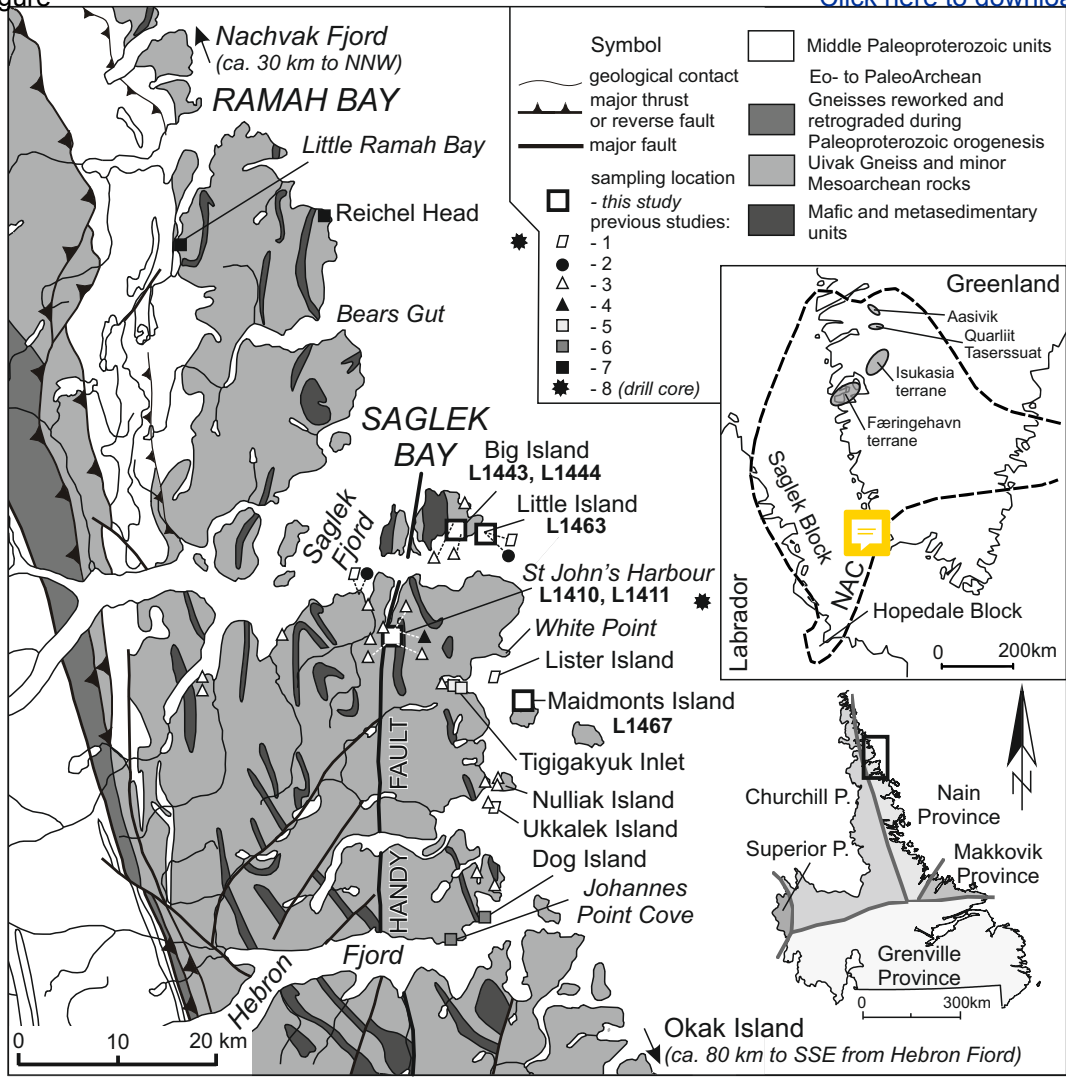 gure
Click here to downloa
Nachvak Fjord
(ca. 30 km to NNW)
RAMAH BAY
Little Ramah Bay
Reichel Head
Bears Gut
SAGLEK
BAY
Big Island
L1443, L1444
Little Island
L1463
Saglek
Fjord
St John's Harbour
L1410, L1411
White Point
Lister Island
Maidmonts Island
L1467
Tigigakyuk Inlet
Nulliak Island
Ukkalek Island
Dog Island
Johannes
Point Cove
HANDY FAULT
Hebron
Fjord
Okak Island
(ca. 80 km to SSE from Hebron Fiord)
0 10 20 km
Symbol
geological contact
major thrust
or reverse fault
major fault
sampling location
- this study
previous studies:
- 1
- 2
- 3
- 4
- 5
- 6
- 7
- 8 (drill core)
Middle Paleoproterozoic units
Eo- to PaleoArchean
Gneisses reworked and
retrograded during
Paleoproterozoic orogenesis
Uivak Gneiss and minor
Mesoarchean rocks
Mafic and metasedimentary
units
Greenland
Aasivik
Quarliit
Taserssuat
Isukasia
terrane
Færingehavn
terrane
Saglek Block
NAC
Hopedale Block
Labrador
0 200km
N
Churchill P.
Nain
Province
Superior P.
Makkovik
Province
Grenville
Province
0 300km